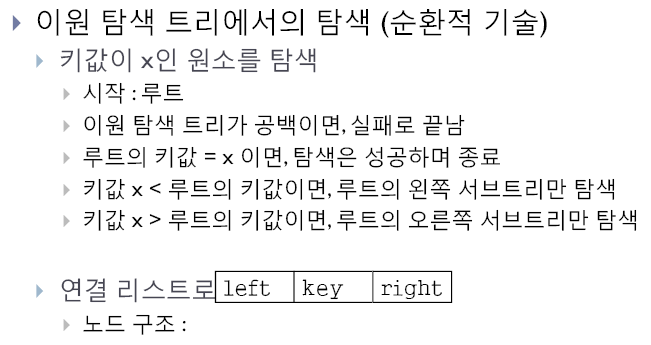 이원 탐색 트리에서의 탐색 (순환적 기술)
키값이 x인 원소를 탐색
시작 : 루트
이원 탐색 트리가 공백이면, 실패로 끝남
루트의 키값 = x 이면, 탐색은 성공하며 종료
키값 x < 루트의 키값이면, 루트의 왼쪽 서브트리만 탐색
키값 x > 루트의 키값이면, 루트의 오른쪽 서브트리만 탐색
연결 리스트로 left key right
노드 구조 :